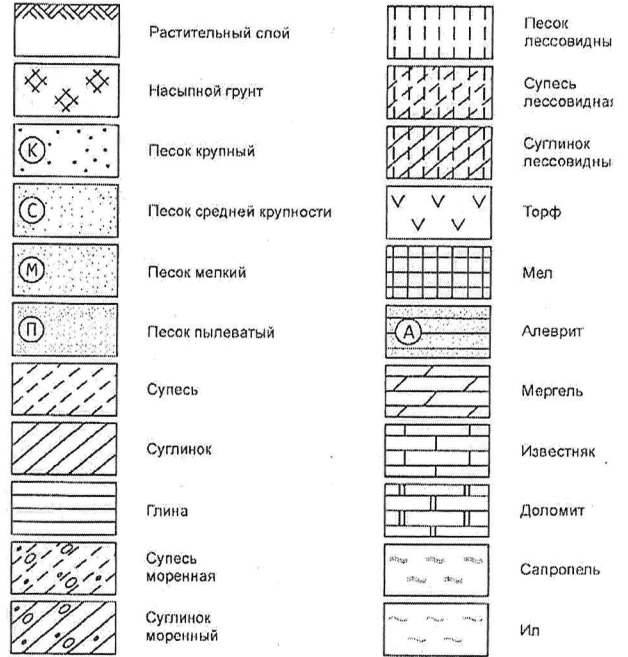 Растительный слой
Насыпной грунт
К
Песок крупный
С
Песок средней крупности
М
Песок мелкий
П
Песок пылеватый
Супесь
Суглинок
Глина
Супесь
моренная
Суглинок
моренный
Песок
лессовидны
Супесь
лессовидная
Суглинок
лессовидны
Торф
Мел
А
Алеврит
Мергель
Известняк
Доломит
Сапропель
Ил